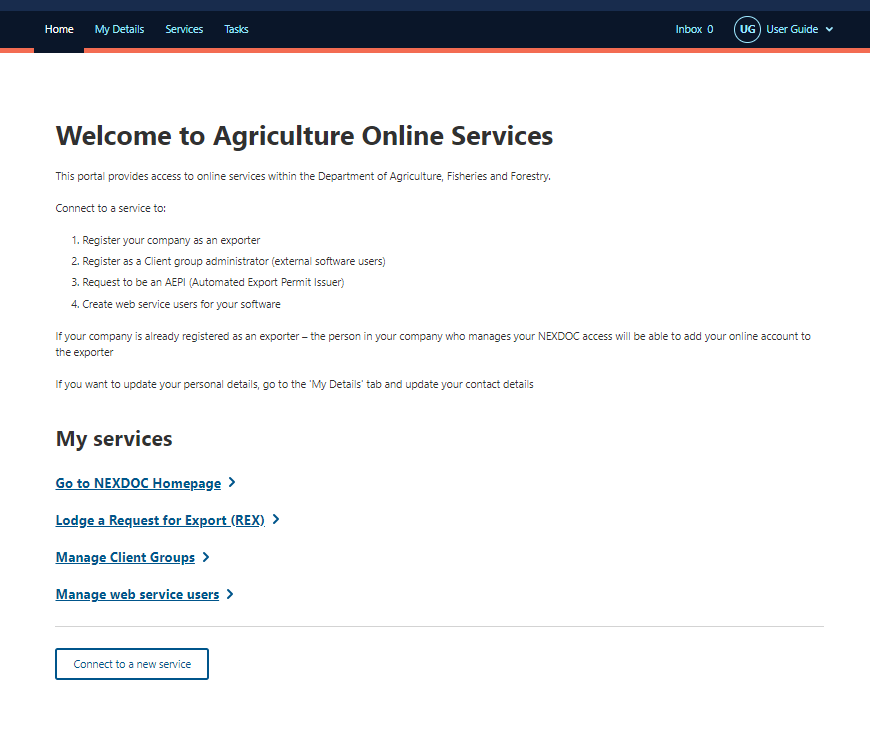 Home My Details Services Tasks Inbox 0 UG User Guide
Welcome to Agriculture Online Services
This portal provides access to online services within the Department of Agriculture, Fisheries and Forestry.
Connect to a service to:
1. Register your company as an exporter
2. Register as a Client group administrator (external software users)
3. Request to be an AEPI (Automated Export Permit Issuer)
4. Create web service users for your software
If your company is already registered as an exporter – the person in your company who manages your NEXDOC access will be able to add your online account to
the exporter
If you want to update your personal details, go to the 'My Details' tab and update your contact details
My services
Go to NEXDOC Homepage
Lodge a Request for Export (REX)
Manage Client Groups
Manage web service users
Connect to a new service